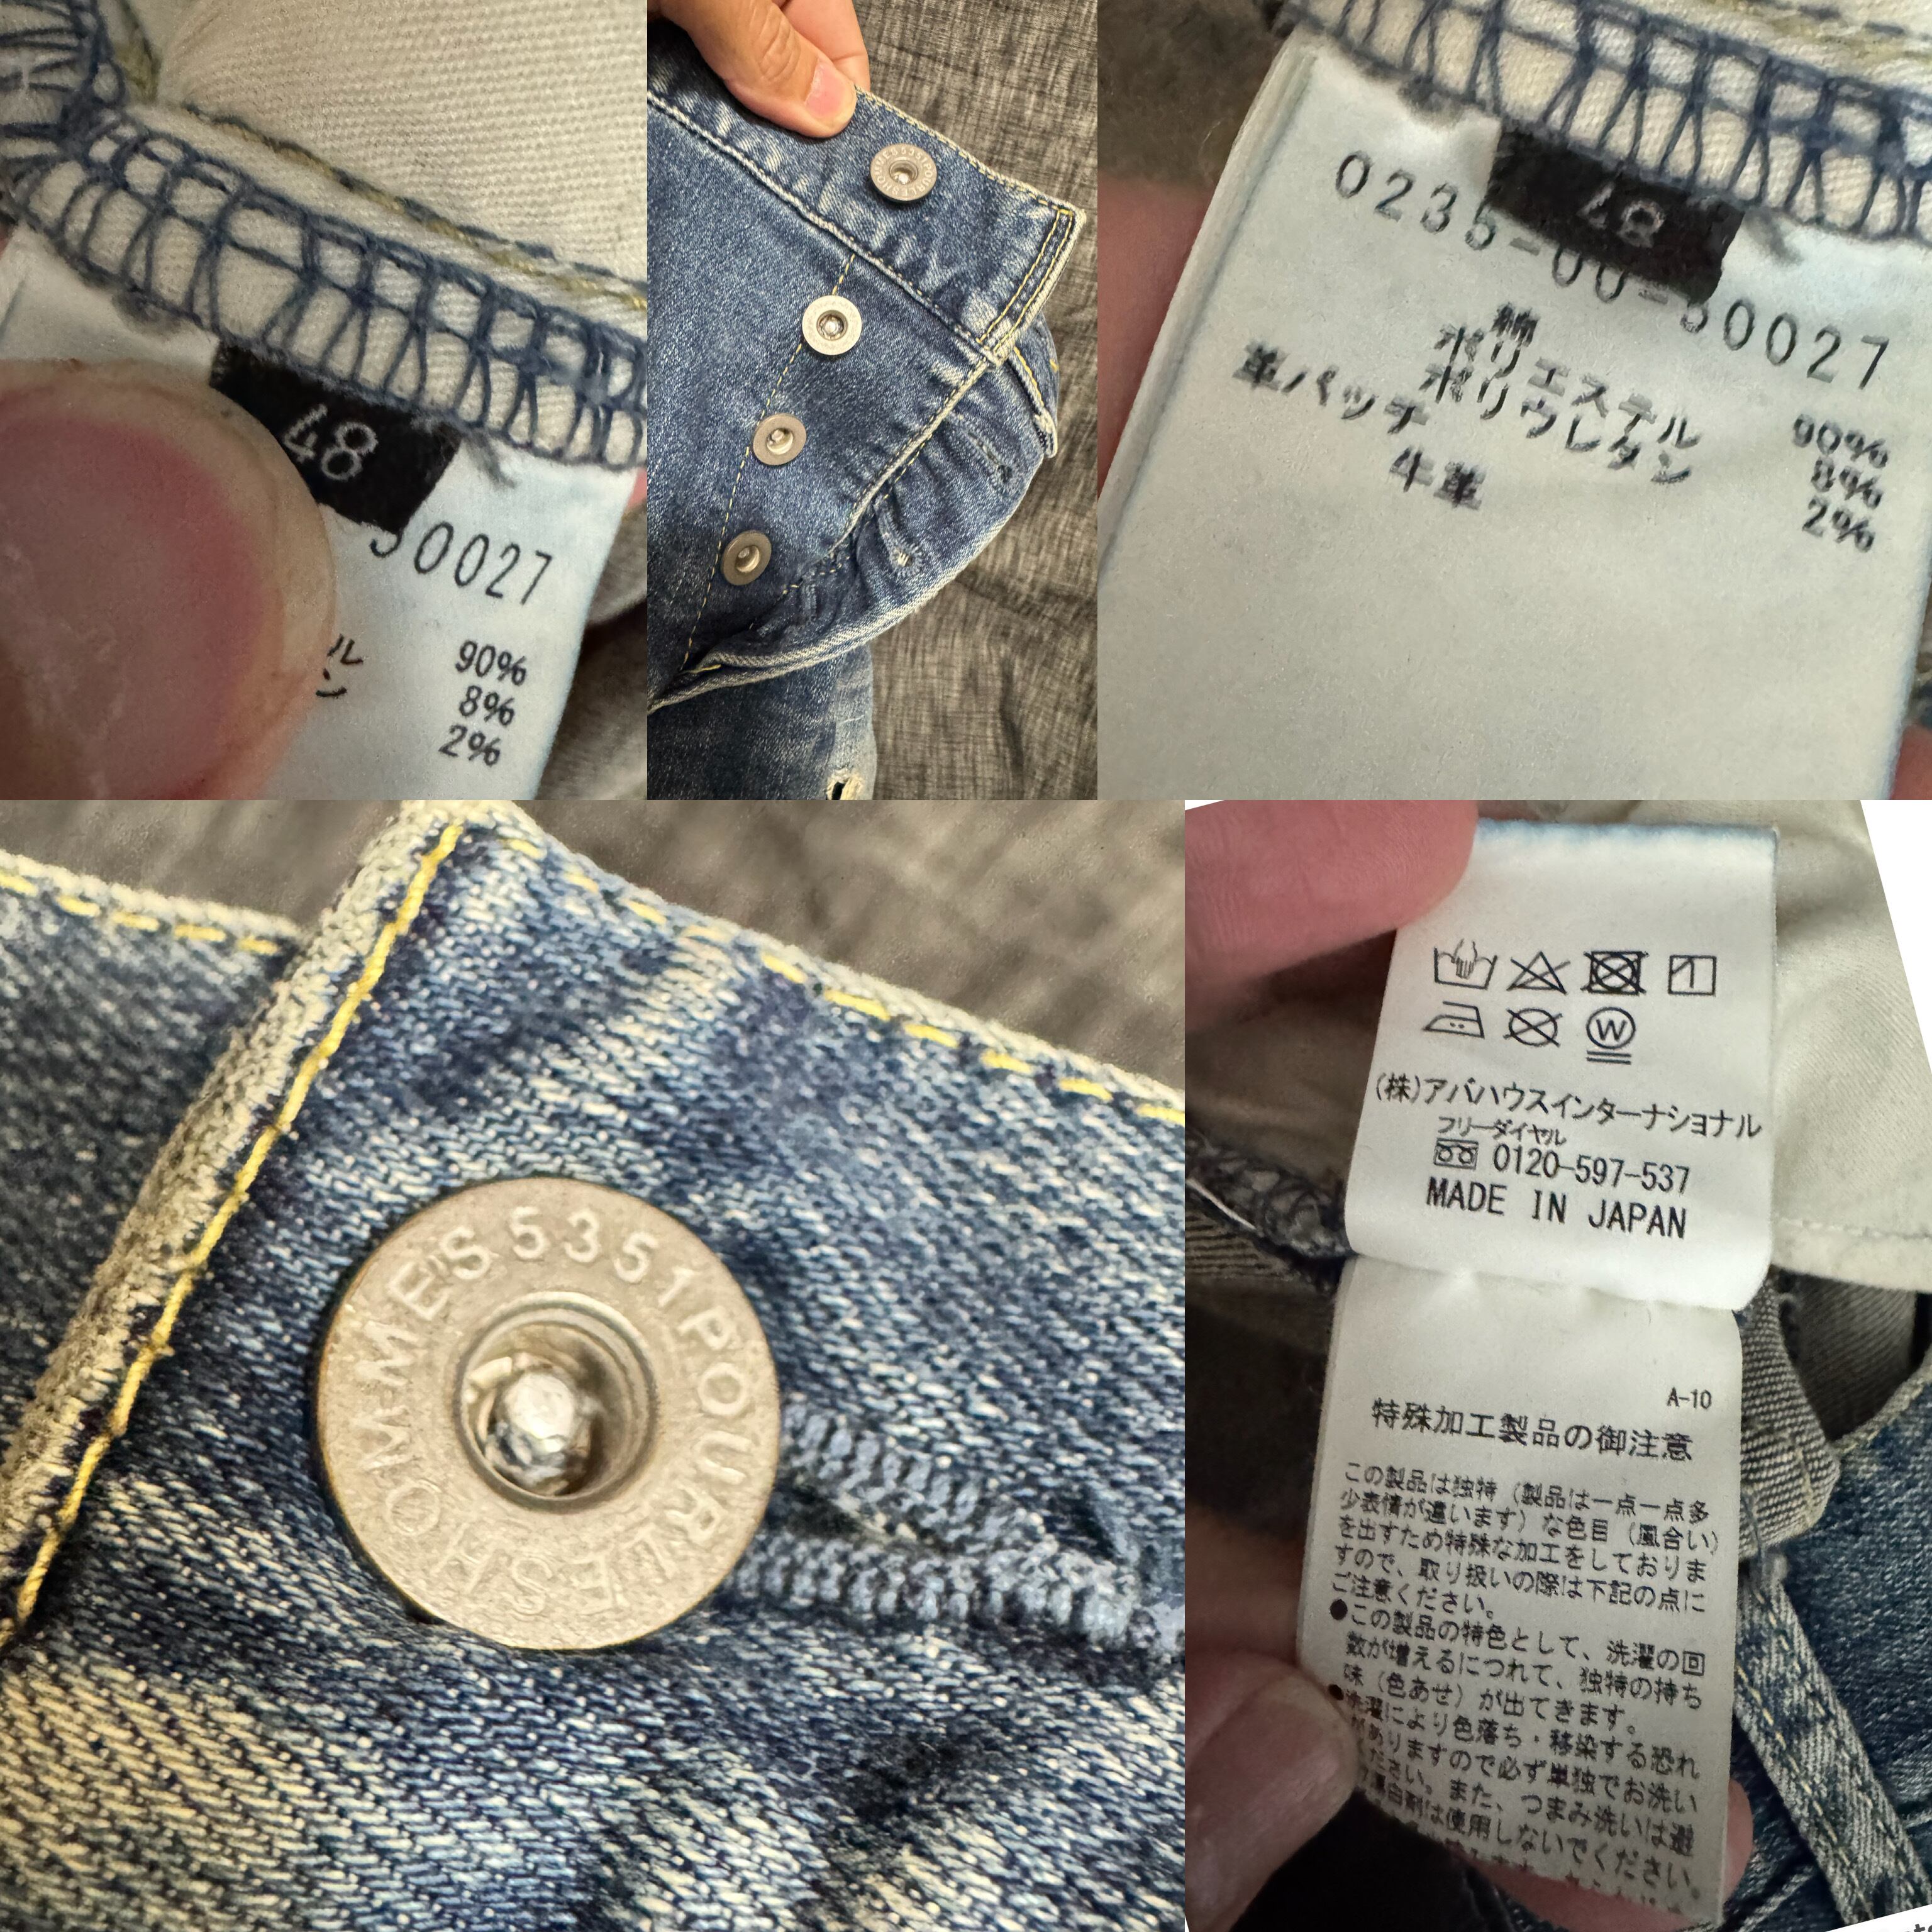 48
0027
ル
ン
90%
8%
2%
48
0235-00-50027
綿 90%
ポリエステル 8%
ポリウレタン 2%
革パッチ
牛革
5351 POUR LES HOMMES
1
W
(株)アバハウスインターナショナル
フリーダイヤル
0120-597-537
MADE IN JAPAN
A-10
特殊加工製品の御注意
この製品は独特（製品は一点一点多
少表情が違います）な色目（風合い）
を出すため特殊な加工をしておりま
すので、取り扱いの際は下記の点に
ご注意ください。
●この製品の特色として、洗濯の回
数が増えるにつれて、独特の持ち
味（色あせ）が出てきます。
●洗濯により色落ち・移染する恐れ
がありますので必ず単独でお洗い
ださい。また、つまみ洗いは避
漂白剤は使用しないでください。